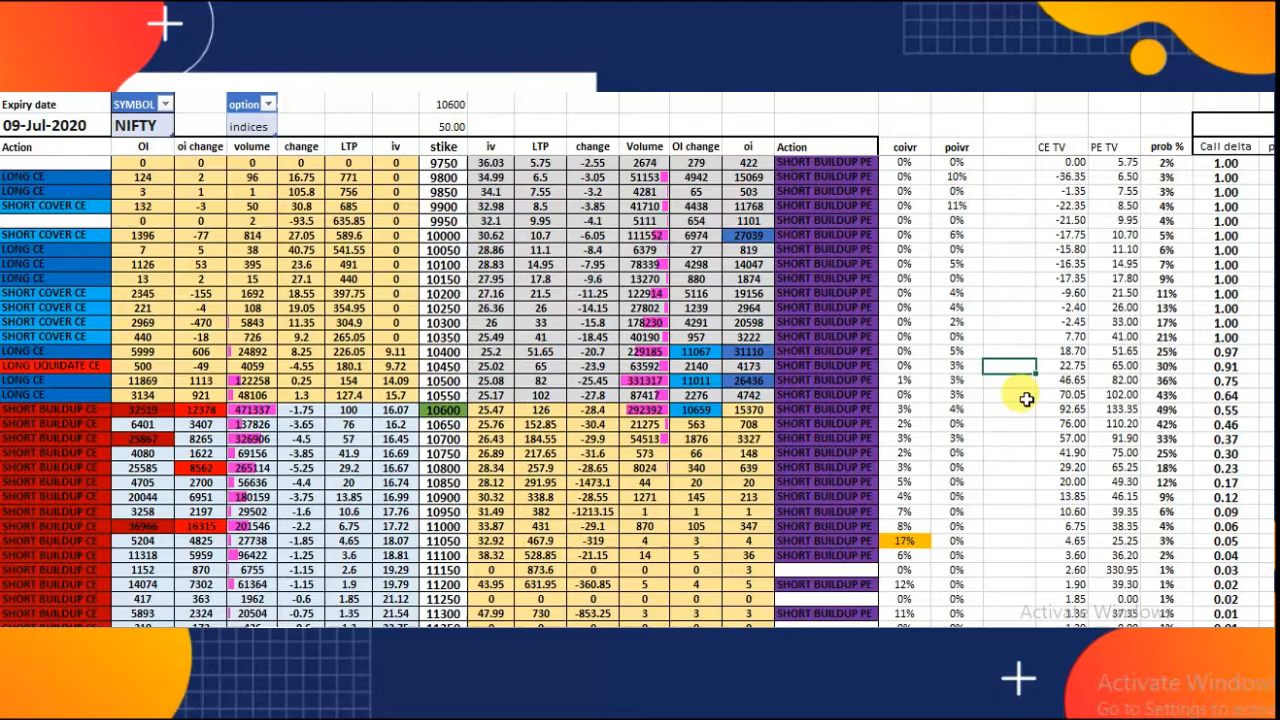 Expiry date SYMBOL option 10600
09-Jul-2020 NIFTY indices 50.00
Action OI oi change volume change LTP iv stike iv LTP change Volume OI change oi Action coivr poivr CE TV PE TV prob % Call delta
0 0 0 0 0 0 9750 36.03 5.75 -2.55 2674 279 422 SHORT BUILDUP PE 0% 0% 0.00 5.75 2% 1.00
LONG CE 124 2 96 16.75 771 0 9800 34.99 6.5 -3.05 51153 4942 15069 SHORT BUILDUP PE 0% 10% -36.35 6.50 3% 1.00
LONG CE 3 1 1 105.8 756 0 9850 34.1 7.55 -3.2 4281 65 503 SHORT BUILDUP PE 0% 0% -1.35 7.55 3% 1.00
SHORT COVER CE 132 -3 50 30.8 685 0 9900 32.98 8.5 -3.85 41710 4438 11768 SHORT BUILDUP PE 0% 11% -22.35 8.50 4% 1.00
0 0 2 -93.5 635.85 0 9950 32.1 9.95 -4.1 5111 654 1101 SHORT BUILDUP PE 0% 0% -21.50 9.95 4% 1.00
SHORT COVER CE 1396 -77 814 27.05 589.6 0 10000 30.62 10.7 -6.05 111552 6974 27039 SHORT BUILDUP PE 0% 6% -17.75 10.70 5% 1.00
LONG CE 7 5 38 40.75 541.55 0 10050 28.86 11.1 -8.4 6379 27 819 SHORT BUILDUP PE 0% 0% -15.80 11.10 6% 1.00
LONG CE 1126 53 395 23.6 491 0 10100 28.83 14.95 -7.95 78339 4298 14047 SHORT BUILDUP PE 0% 5% -16.35 14.95 7% 1.00
LONG CE 13 2 15 27.1 440 0 10150 27.97 17.8 -9.60 13270 880 1874 SHORT BUILDUP PE 0% 0% -17.35 17.80 9% 1.00
SHORT COVER CE 2345 -155 1692 18.55 397.75 0 10200 27.16 21.5 -11.25 122914 5116 19156 SHORT BUILDUP PE 0% 4% -9.60 21.50 11% 1.00
SHORT COVER CE 221 -4 108 19.05 354.95 0 10250 26.36 26 -14.15 27802 1239 2964 SHORT BUILDUP PE 0% 4% -2.40 26.00 13% 1.00
SHORT COVER CE 2969 -470 5843 11.35 304.9 0 10300 26 33 -15.8 178230 4291 20598 SHORT BUILDUP PE 0% 2% -2.45 33.00 17% 1.00
SHORT COVER CE 440 -18 726 9.2 265.05 0 10350 25.49 41 -18.45 40190 957 3222 SHORT BUILDUP PE 0% 0% 7.70 41.00 21% 1.00
LONG CE 5999 606 24892 8.25 226.05 9.12 10400 25.2 51.65 -20.7 229185 11067 31110 SHORT BUILDUP PE 0% 5% 18.70 51.65 25% 0.97
LONG LIQUIDATE CE 500 -49 4059 -4.55 180.1 9.72 10450 25.02 65 -23.9 63592 2140 4173 SHORT BUILDUP PE 0% 3% 22.75 65.00 30% 0.91
LONG CE 11869 1113 122258 0.25 154 14.09 10500 25.08 82 -25.45 331317 11011 26436 SHORT BUILDUP PE 1% 3% 46.65 82.00 36% 0.75
LONG CE 3134 921 48106 1.3 127.4 15.7 10550 25.25 102 -27.8 87417 2276 4742 SHORT BUILDUP PE 0% 3% 70.05 102.00 43% 0.64
SHORT BUILDUP CE 32519 12378 471337 -1.75 100 16.07 10600 25.47 126 -28.4 292392 10659 15370 SHORT BUILDUP PE 3% 4% 92.65 133.35 49% 0.55
SHORT BUILDUP CE 6401 3407 137826 -3.65 76 16.2 10650 25.76 152.85 -30.4 21275 563 708 SHORT BUILDUP PE 2% 0% 76.00 110.20 42% 0.46
SHORT BUILDUP CE 25867 8265 326906 -4.5 57 16.45 10700 26.43 184.55 -29.9 54513 1876 3327 SHORT BUILDUP PE 3% 3% 57.00 91.90 33% 0.37
SHORT BUILDUP CE 4080 1622 69156 -3.85 41.9 16.69 10750 26.89 217.65 -31.6 573 66 148 SHORT BUILDUP PE 2% 0% 41.90 75.00 25% 0.30
SHORT BUILDUP CE 25585 8562 265114 -5.25 29.2 16.67 10800 28.34 257.9 -28.65 8024 340 639 SHORT BUILDUP PE 3% 0% 29.20 65.25 18% 0.23
SHORT BUILDUP CE 4705 2700 56636 -4.4 20 16.74 10850 28.12 291.95 -1473.1 44 20 20 SHORT BUILDUP PE 5% 0% 20.00 49.30 12% 0.17
SHORT BUILDUP CE 20044 6951 180159 -3.75 13.85 16.99 10900 30.32 338.8 -28.55 1271 145 213 SHORT BUILDUP PE 4% 0% 13.85 46.15 9% 0.12
SHORT BUILDUP CE 3258 2197 29502 -1.6 10.6 17.76 10950 31.49 382 -1213.15 1 1 1 SHORT BUILDUP PE 7% 0% 10.60 39.35 6% 0.09
SHORT BUILDUP CE 36966 16315 201546 -2.2 6.75 17.72 11000 33.87 431 -29.1 870 105 347 SHORT BUILDUP PE 8% 0% 6.75 38.35 4% 0.06
SHORT BUILDUP CE 5204 4825 27738 -1.85 4.65 18.07 11050 32.92 467.9 -319 4 3 4 SHORT BUILDUP PE 17% 0% 4.65 25.25 3% 0.05
SHORT BUILDUP CE 11318 5959 96422 -1.25 3.6 18.81 11100 38.32 528.85 -21.15 14 5 36 SHORT BUILDUP PE 6% 0% 3.60 36.20 2% 0.04
SHORT BUILDUP CE 1152 870 6755 -1.15 2.6 19.29 11150 0 873.6 0 0 0 3 0% 0% 2.60 330.95 1% 0.03
SHORT BUILDUP CE 14074 7302 61364 -1.15 1.9 19.79 11200 43.95 631.95 -360.85 4 5 5 SHORT BUILDUP PE 12% 0% 1.90 39.30 1% 0.02
SHORT BUILDUP CE 417 363 1962 -0.6 1.85 21.12 11250 0 0 0 0 0 0 0% 0% 1.85 0.00 1% 0.02
SHORT BUILDUP CE 5893 2324 20504 -0.75 1.35 21.54 11300 47.99 730 -853.25 3 3 3 SHORT BUILDUP PE 11% 0% 1.35 37.35 1% 0.01
Activate Windows
Activate Window
Go to Settings to activa